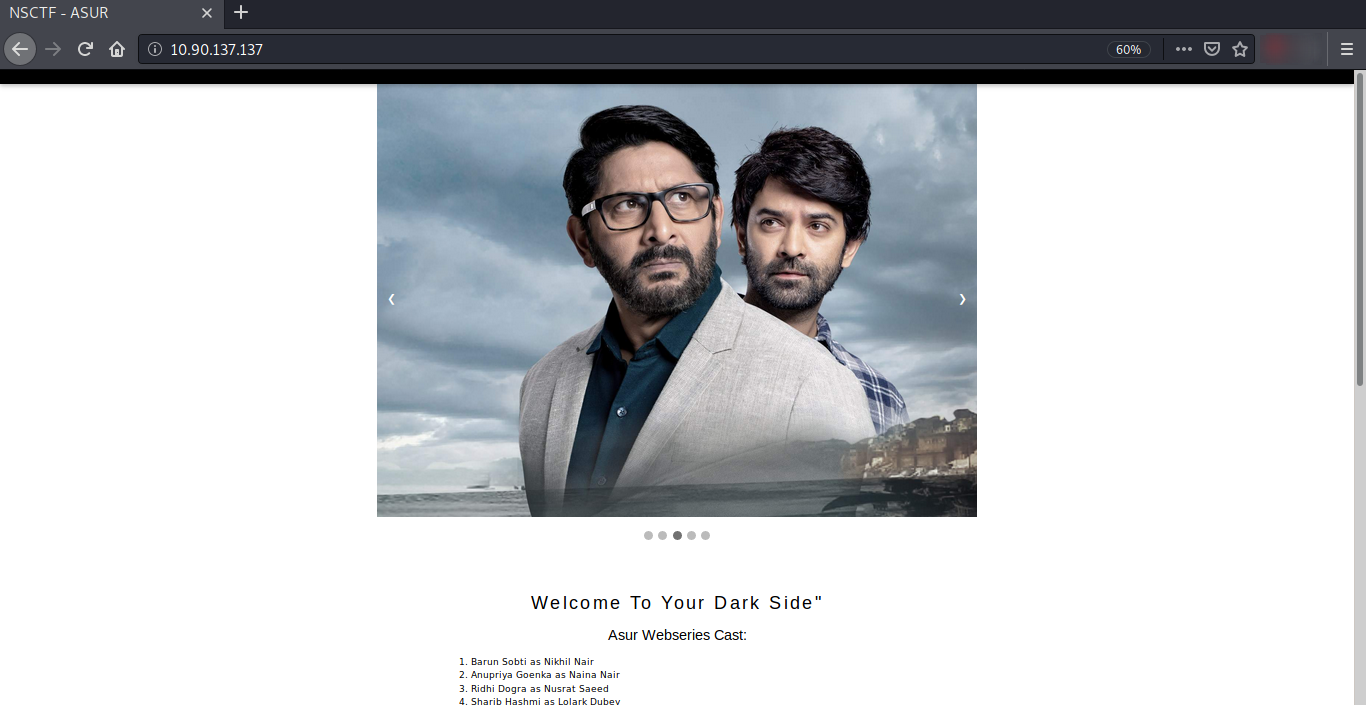 NSCTF - ASUR
10.90.137.137
60%
Welcome To Your Dark Side"
Asur Webseries Cast:
1. Barun Sobti as Nikhil Nair
2. Anupriya Goenka as Naina Nair
3. Ridhi Dogra as Nusrat Saeed
4. Sharib Hashmi as Lolark Dubey